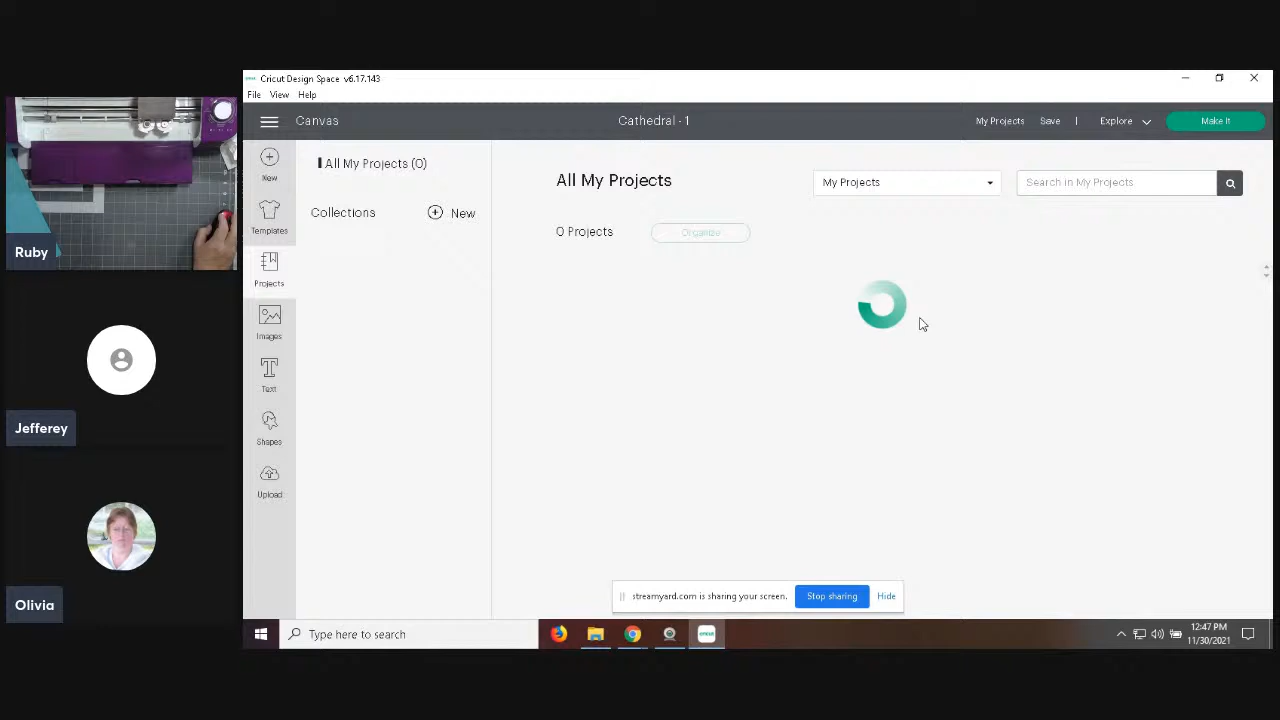 Ruby
Jefferey
Olivia
Cricut Design Space v6.17.143
File View Help
Canvas
Cathedral - 1
My Projects Save | Explore Make It
New
Templates
Projects
Images
Text
Shapes
Upload
All My Projects (0)
Collections New
All My Projects
My Projects
Search in My Projects
0 Projects
Organize
streamyard.com is sharing your screen.
Stop sharing
Hide
Type here to search
cricut
12:47 PM
11/30/2021